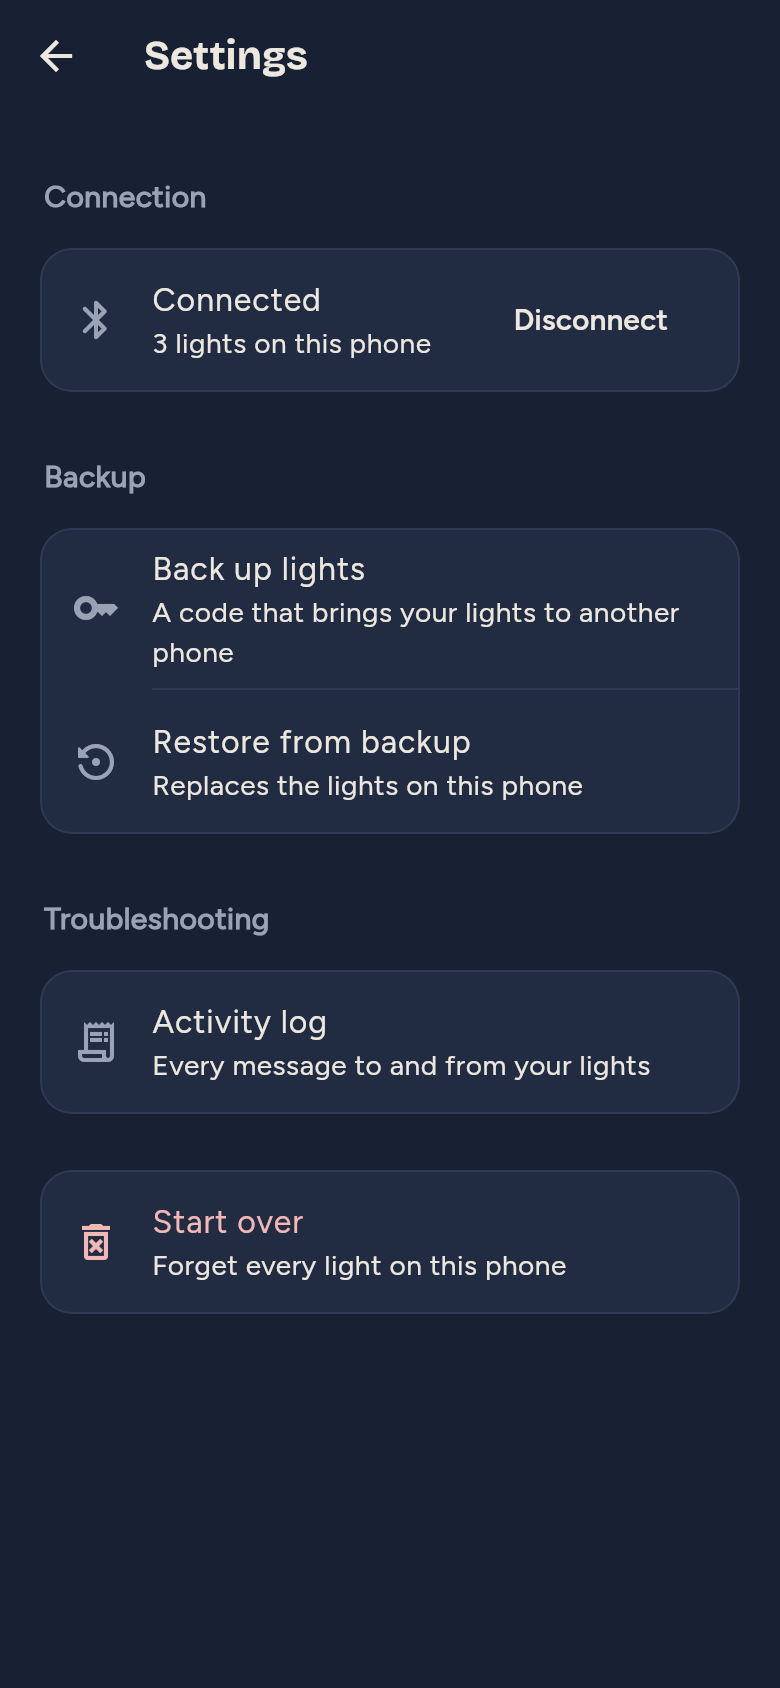 Settings
Connection
Connected
3 lights on this phone
Disconnect
Backup
Back up lights
A code that brings your lights to another
phone
Restore from backup
Replaces the lights on this phone
Troubleshooting
Activity log
Every message to and from your lights
Start over
Forget every light on this phone